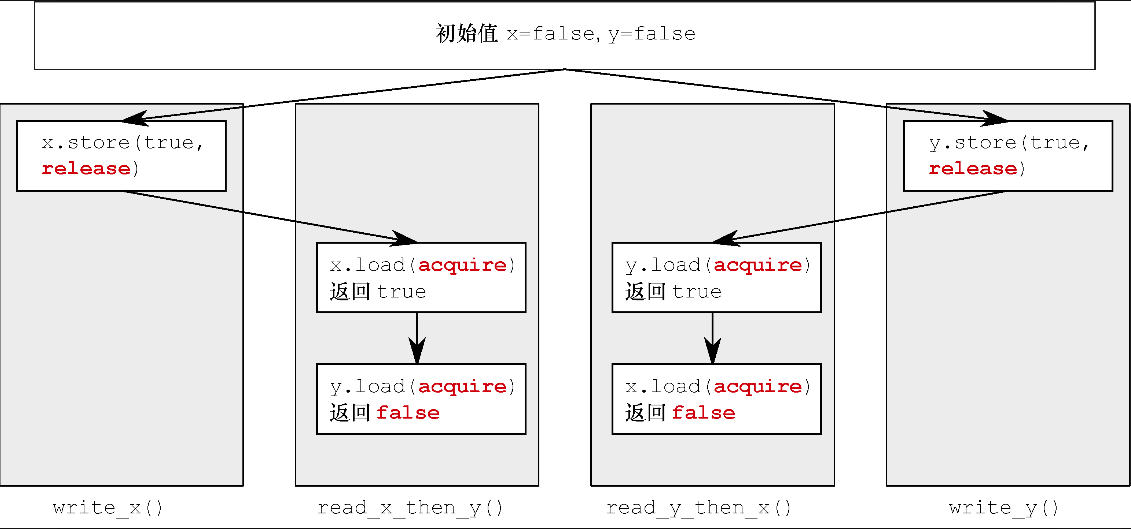 初始值 x=false, y=false
x.store(true,
release)
y.store(true,
release)
x.load(acquire)
返回 true
y.load(acquire)
返回 true
y.load(acquire)
返回 false
x.load(acquire)
返回 false
write_x()
read_x_then_y()
read_y_then_x()
write_y()